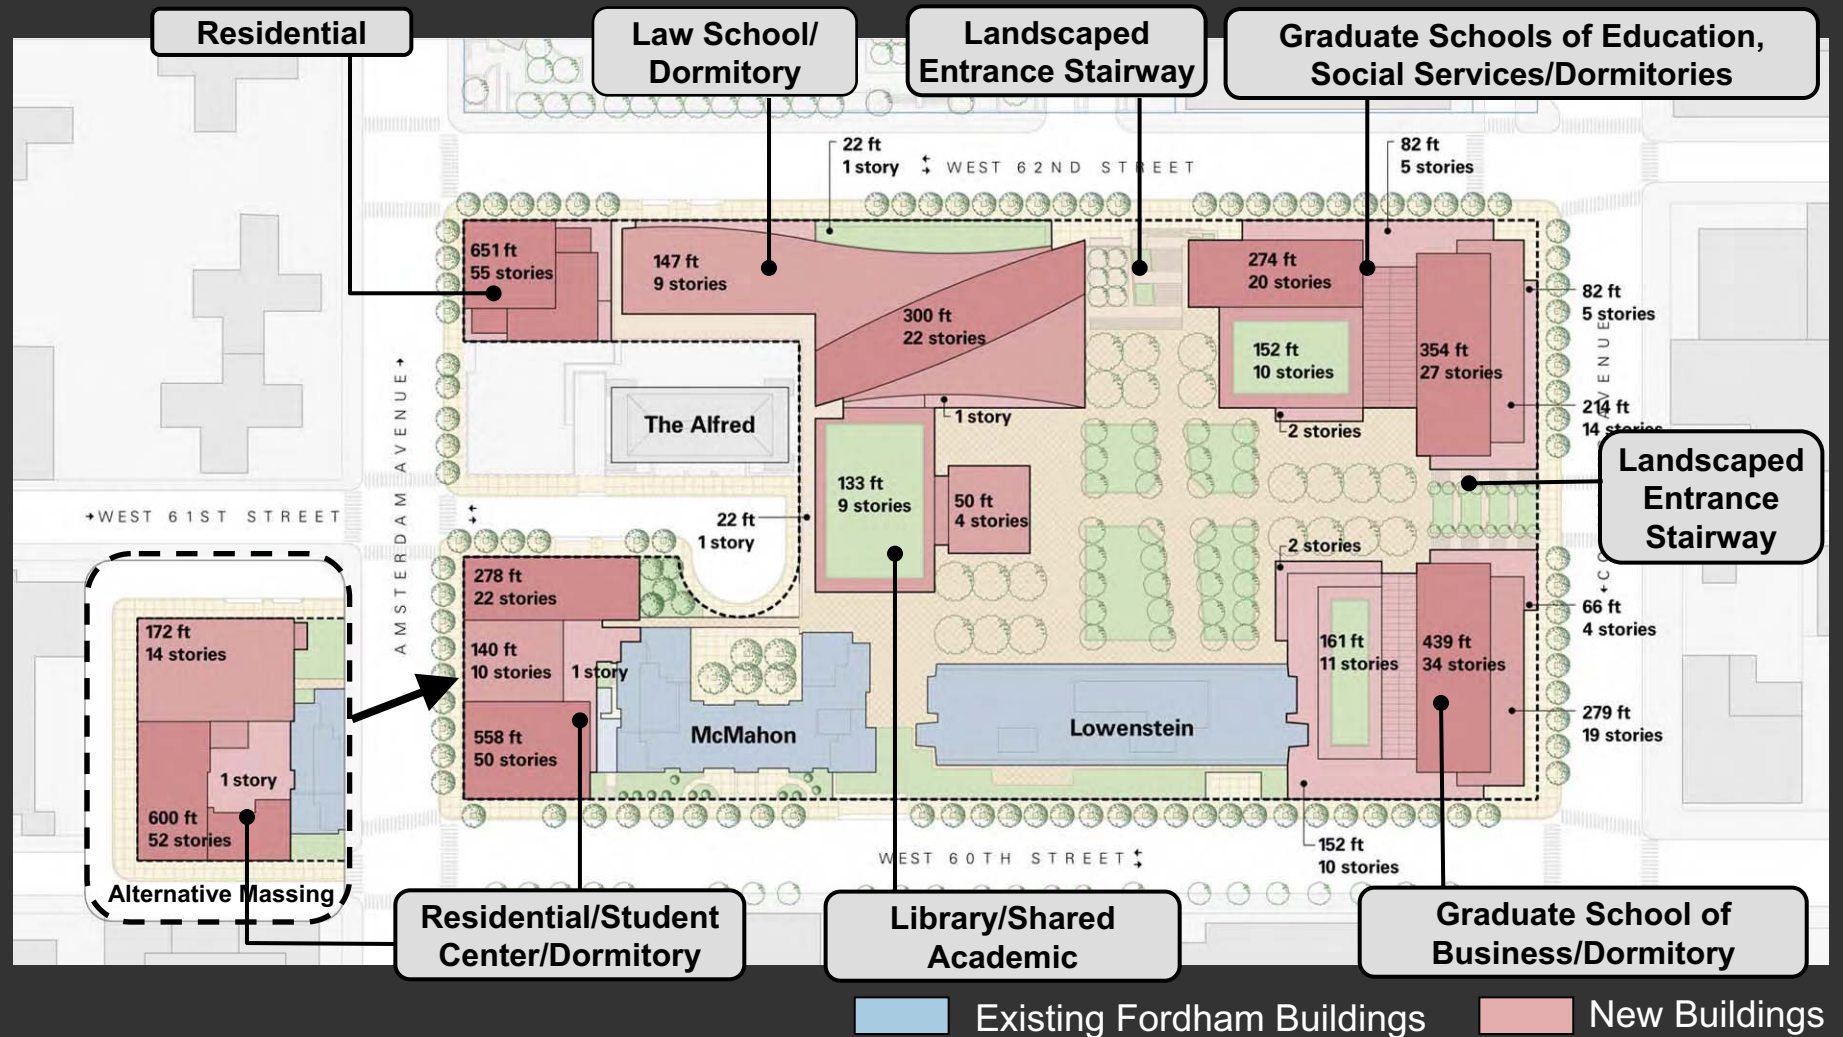 Residential
Law School/
Dormitory
Landscaped
Entrance Stairway
Graduate Schools of Education,
Social Services/Dormitories
22 ft
1 story
WEST 62ND STREET
82 ft
5 stories
651 ft
55 stories
147 ft
9 stories
300 ft
22 stories
274 ft
20 stories
82 ft
5 stories
152 ft
10 stories
354 ft
27 stories
214 ft
14 stories
AMSTERDAM AVENUE
The Alfred
1 story
2 stories
AVENUE
Landscaped
Entrance
Stairway
133 ft
9 stories
50 ft
4 stories
WEST 61ST STREET
22 ft
1 story
2 stories
278 ft
22 stories
66 ft
4 stories
172 ft
14 stories
140 ft
10 stories
1 story
161 ft
11 stories
439 ft
34 stories
279 ft
19 stories
McMahon
Lowenstein
558 ft
50 stories
1 story
600 ft
52 stories
152 ft
10 stories
WEST 60TH STREET
Alternative Massing
Residential/Student
Center/Dormitory
Library/Shared
Academic
Graduate School of
Business/Dormitory
Existing Fordham Buildings
New Buildings